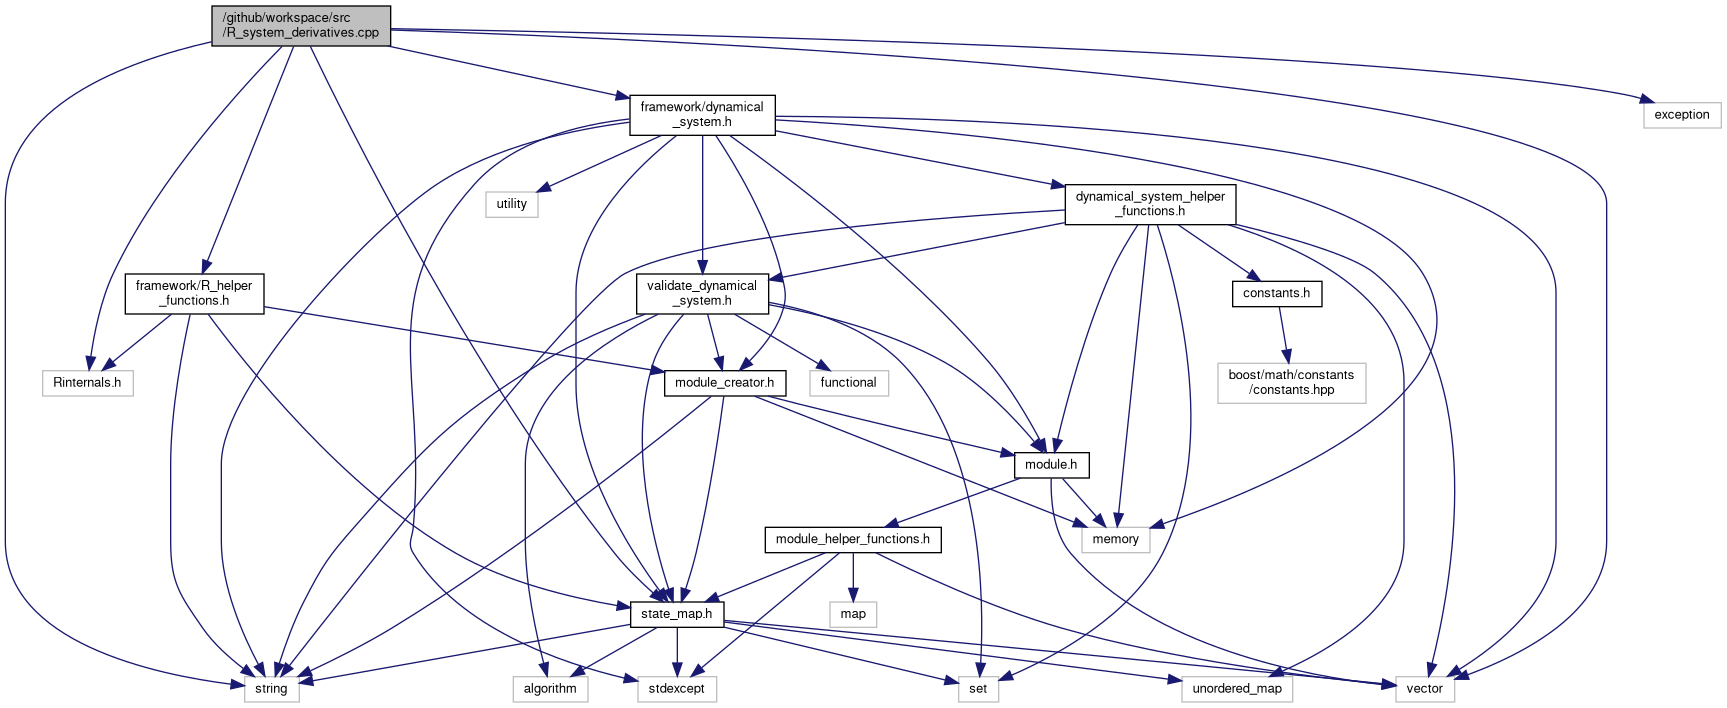 /github/workspace/src
/R_system_derivatives.cpp
framework/dynamical
_system.h
exception
utility
dynamical_system_helper
_functions.h
framework/R_helper
_functions.h
validate_dynamical
_system.h
constants.h
Rinternals.h
module_creator.h
functional
boost/math/constants
/constants.hpp
module.h
module_helper_functions.h
memory
state_map.h
map
string
algorithm
stdexcept
set
unordered_map
vector